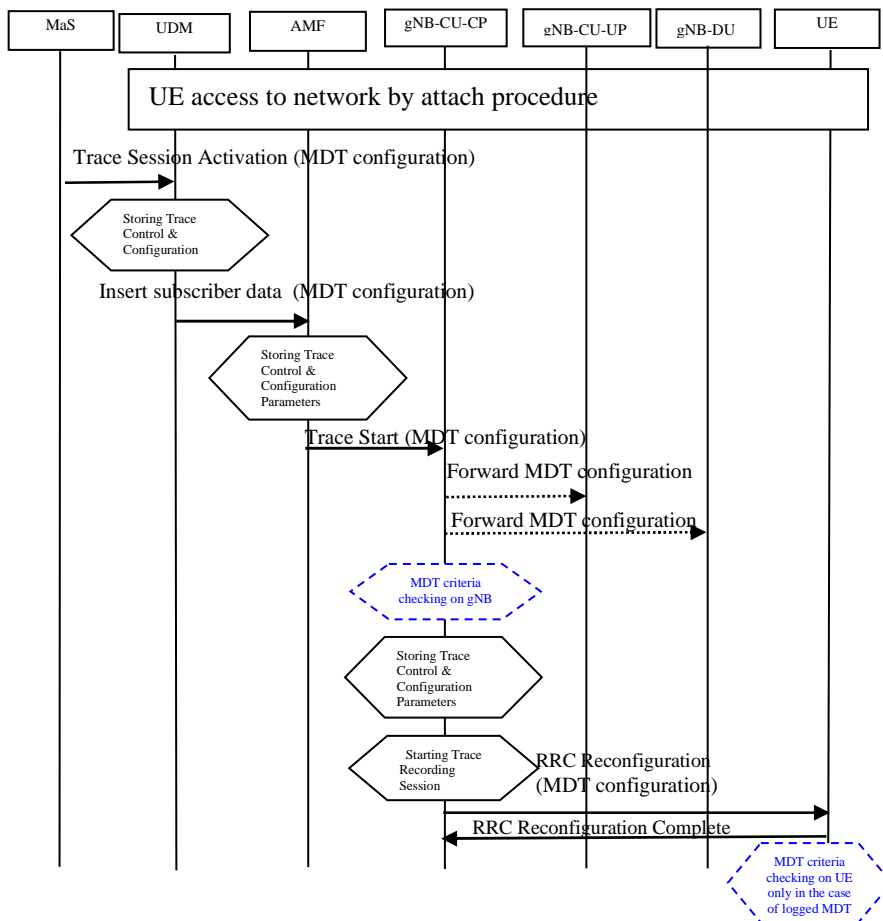 MaS
UDM
AMF
gNB-CU-CP
gNB-CU-UP
gNB-DU
UE
UE access to network by attach procedure
Trace Session Activation (MDT configuration)
Storing Trace
Control &
Configuration
Insert subscriber data (MDT configuration)
Storing Trace
Control &
Configuration
Parameters
Trace Start (MDT configuration)
Forward MDT configuration
Forward MDT configuration
MDT criteria
checking on gNB
Storing Trace
Control &
Configuration
Parameters
Starting Trace
Recording
Session
RRC Reconfiguration
(MDT configuration)
RRC Reconfiguration Complete
MDT criteria
checking on UE
only in the case
of logged MDT